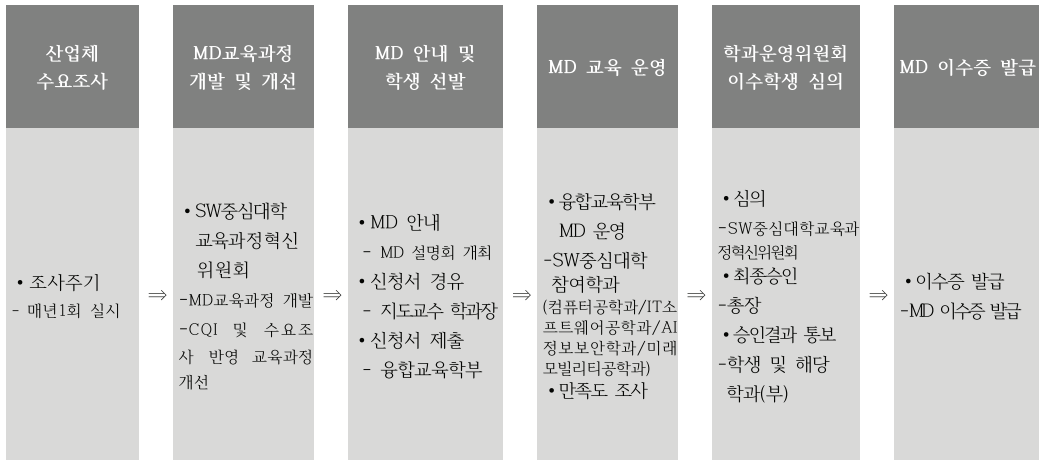 산업체
수요조사
MD교육과정
개발 및 개선
MD 안내 및
학생 선발
MD 교육 운영
학과운영위원회
이수학생 심의
MD 이수증 발급
• 조사주기
- 매년1회 실시
⇒
• SW중심대학
교육과정혁신
위원회
-MD교육과정 개발
-CQI 및 수요조
사 반영 교육과정
개선
⇒
• MD 안내
- MD 설명회 개최
• 신청서 경유
- 지도교수 학과장
• 신청서 제출
- 융합교육학부
⇒
• 융합교육학부
MD 운영
-SW중심대학
참여학과
(컴퓨터공학과/IT소
프트웨어공학과/AI
정보보안학과/미래
모빌리티공학과)
• 만족도 조사
⇒
• 심의
-SW중심대학교육과
정혁신위원회
• 최종승인
-총장
• 승인결과 통보
-학생 및 해당
학과(부)
⇒
• 이수증 발급
-MD 이수증 발급